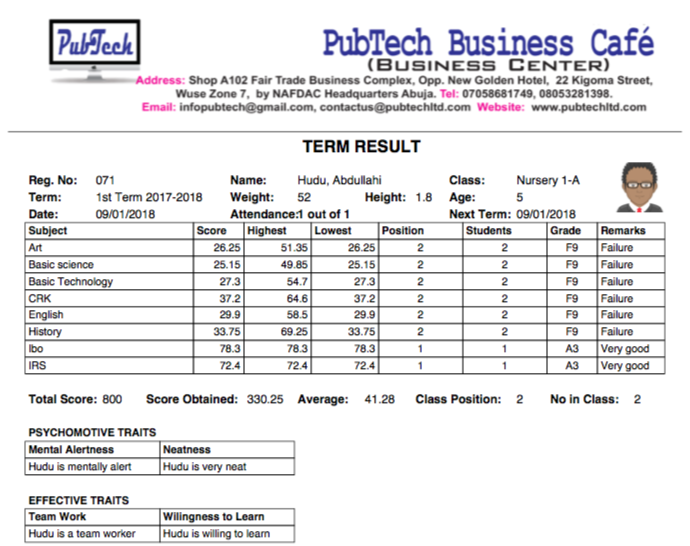 PubTech
PubTech Business Café
(Business Center)
Address: Shop A102 Fair Trade Business Complex, Opp. New Golden Hotel, 22 Kigoma Street,
Wuse Zone 7, by NAFDAC Headquarters Abuja. Tel: 07058681749, 08053281398.
Email: infopubtech@gmail.com, contactus@pubtechltd.com Website: www.pubtechltd.com
TERM RESULT
Reg. No: 071 Name: Hudu, Abdullahi Class: Nursery 1-A
Term: 1st Term 2017-2018 Weight: 52 Height: 1.8 Age: 5
Date: 09/01/2018 Attendance:1 out of 1 Next Term: 09/01/2018
Subject Score Highest Lowest Position Students Grade Remarks
Art 26.25 51.35 26.25 2 2 F9 Failure
Basic science 25.15 49.85 25.15 2 2 F9 Failure
Basic Technology 27.3 54.7 27.3 2 2 F9 Failure
CRK 37.2 64.6 37.2 2 2 F9 Failure
English 29.9 58.5 29.9 2 2 F9 Failure
History 33.75 69.25 33.75 2 2 F9 Failure
Ibo 78.3 78.3 78.3 1 1 A3 Very good
IRS 72.4 72.4 72.4 1 1 A3 Very good
Total Score: 800 Score Obtained: 330.25 Average: 41.28 Class Position: 2 No in Class: 2
PSYCHOMOTIVE TRAITS
Mental Alertness Neatness
Hudu is mentally alert Hudu is very neat
EFFECTIVE TRAITS
Team Work Wilingness to Learn
Hudu is a team worker Hudu is willing to learn